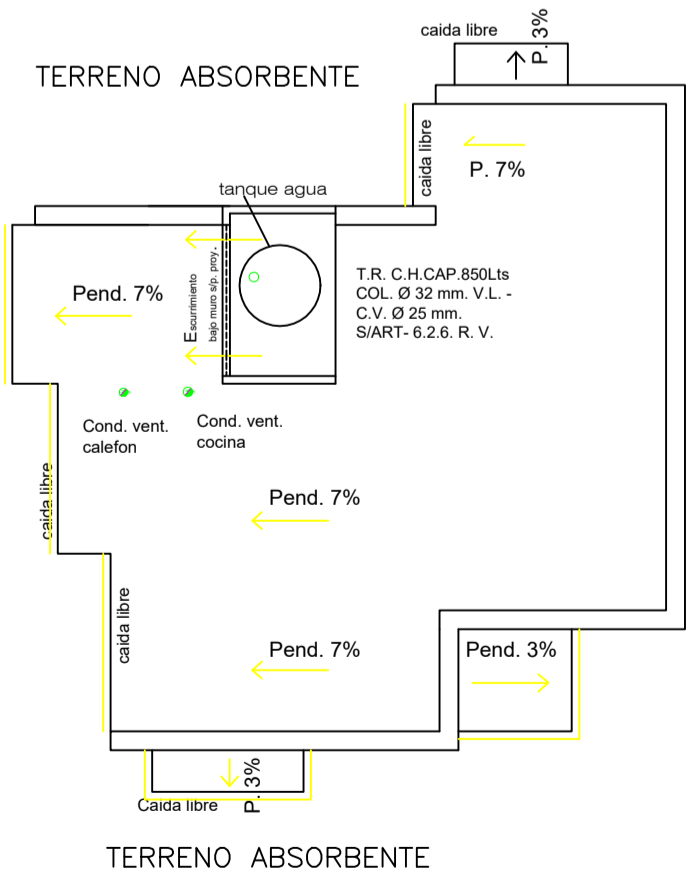 caida libre
P. 3%
TERRENO ABSORBENTE
caida libre
P. 7%
tanque agua
T.R. C.H.CAP.850Lts
COL. Ø 32 mm. V.L. -
C.V. Ø 25 mm.
S/ART- 6.2.6. R. V.
Escurrimiento
bajo muro s/p. proy.
Pend. 7%
Cond. vent.
calefon
Cond. vent.
cocina
caida libre
Pend. 7%
caida libre
Pend. 7%
Pend. 3%
P. 3%
Caida libre
TERRENO ABSORBENTE